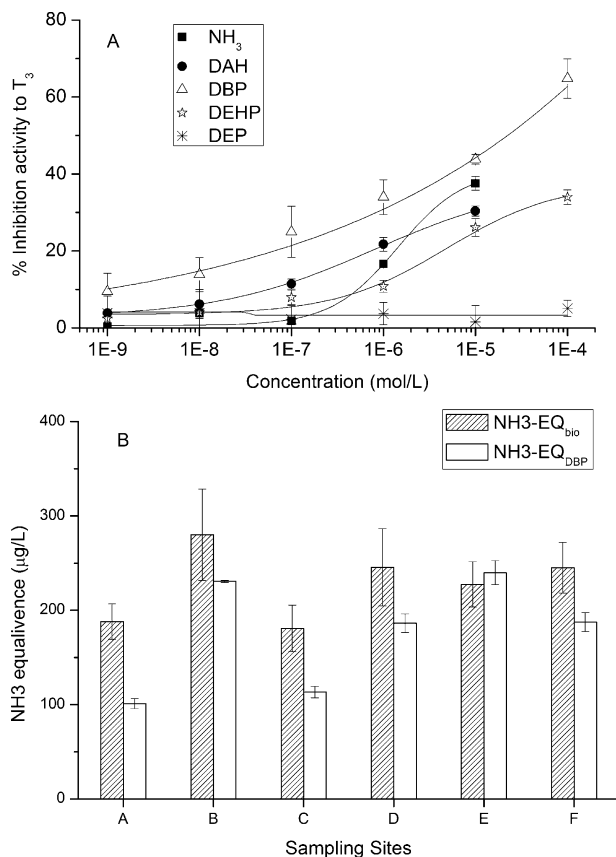 A
NH3
DAH
DBP
DEHP
DEP
80
60
40
20
0
% Inhibition activity to T3
1E-9 1E-8 1E-7 1E-6 1E-5 1E-4
Concentration (mol/L)
B
NH3-EQbio
NH3-EQDBP
400
300
200
100
0
NH3 equalivence (μg/L)
A B C D E F
Sampling Sites